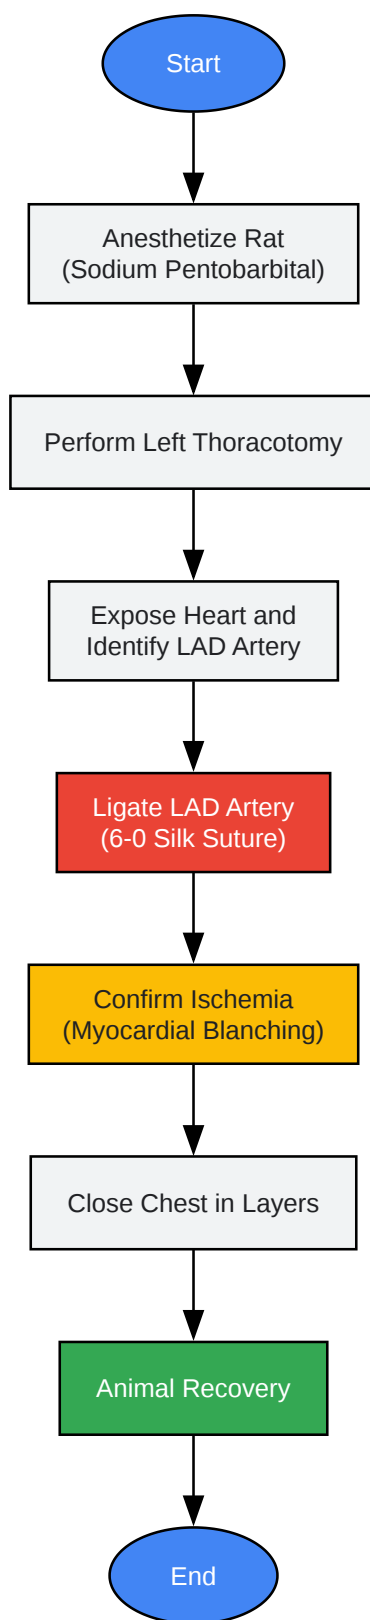 Start
Anesthetize Rat
(Sodium Pentobarbital)
Perform Left Thoracotomy
Expose Heart and
Identify LAD Artery
Ligate LAD Artery
(6-0 Silk Suture)
Confirm Ischemia
(Myocardial Blanching)
Close Chest in Layers
Animal Recovery
End